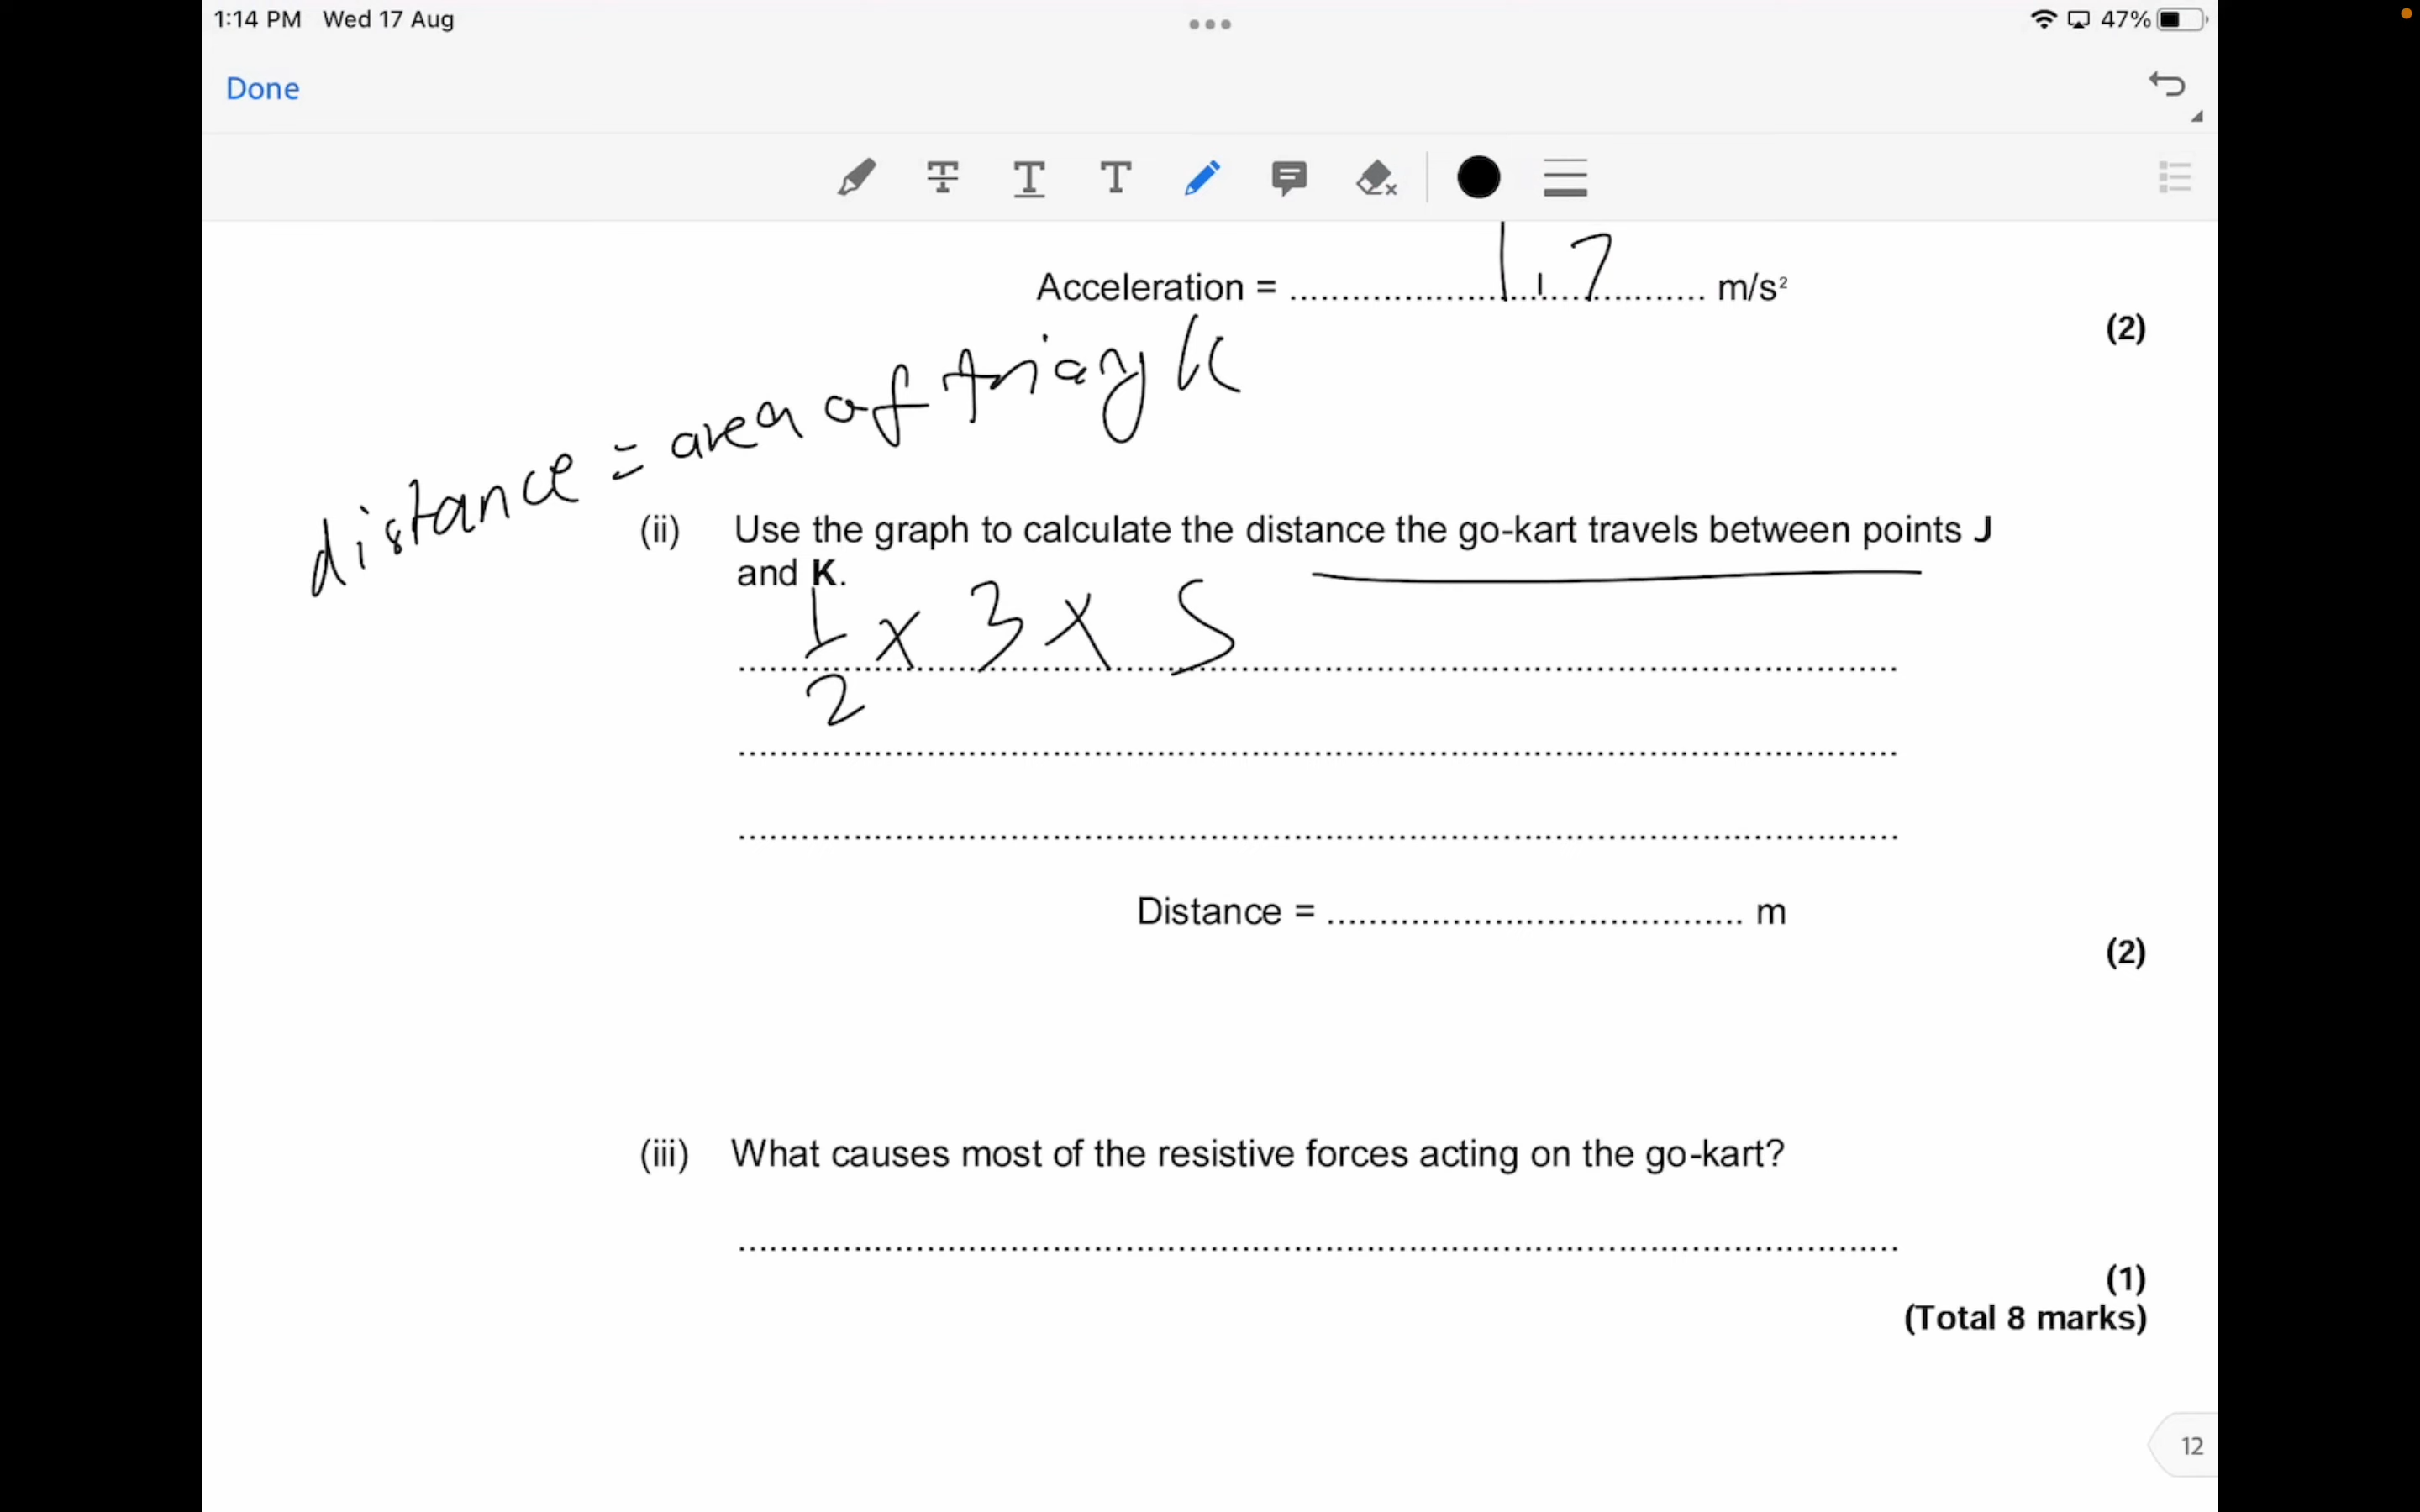 1:14 PM Wed 17 Aug
47%
Done
Acceleration = 1.7 m/s²
(2)
distance = area of triangle
(ii) Use the graph to calculate the distance the go-kart travels between points J
and K.
1/2 x 3 x 5
Distance = ........................................ m
(2)
(iii) What causes most of the resistive forces acting on the go-kart?
(1)
(Total 8 marks)
12